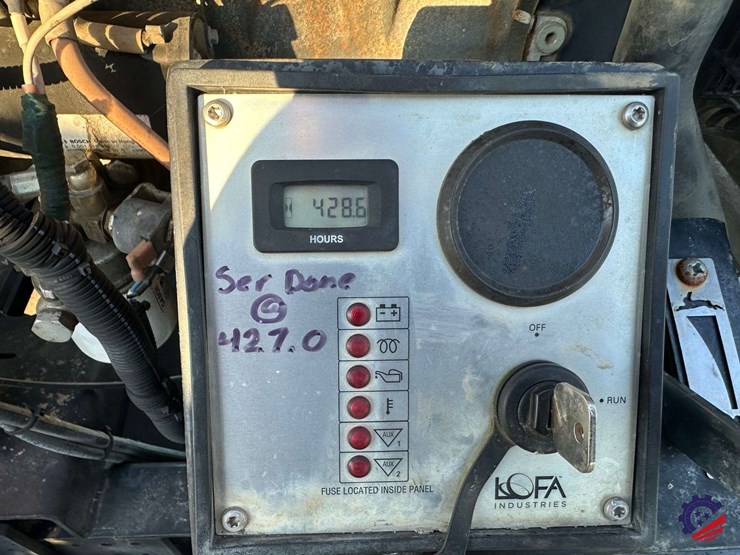 BOSCH
428.6
HOURS
Ser Done
@
427.0
OFF
RUN
AUX 1
AUX 2
FUSE LOCATED INSIDE PANEL
LOFA
INDUSTRIES